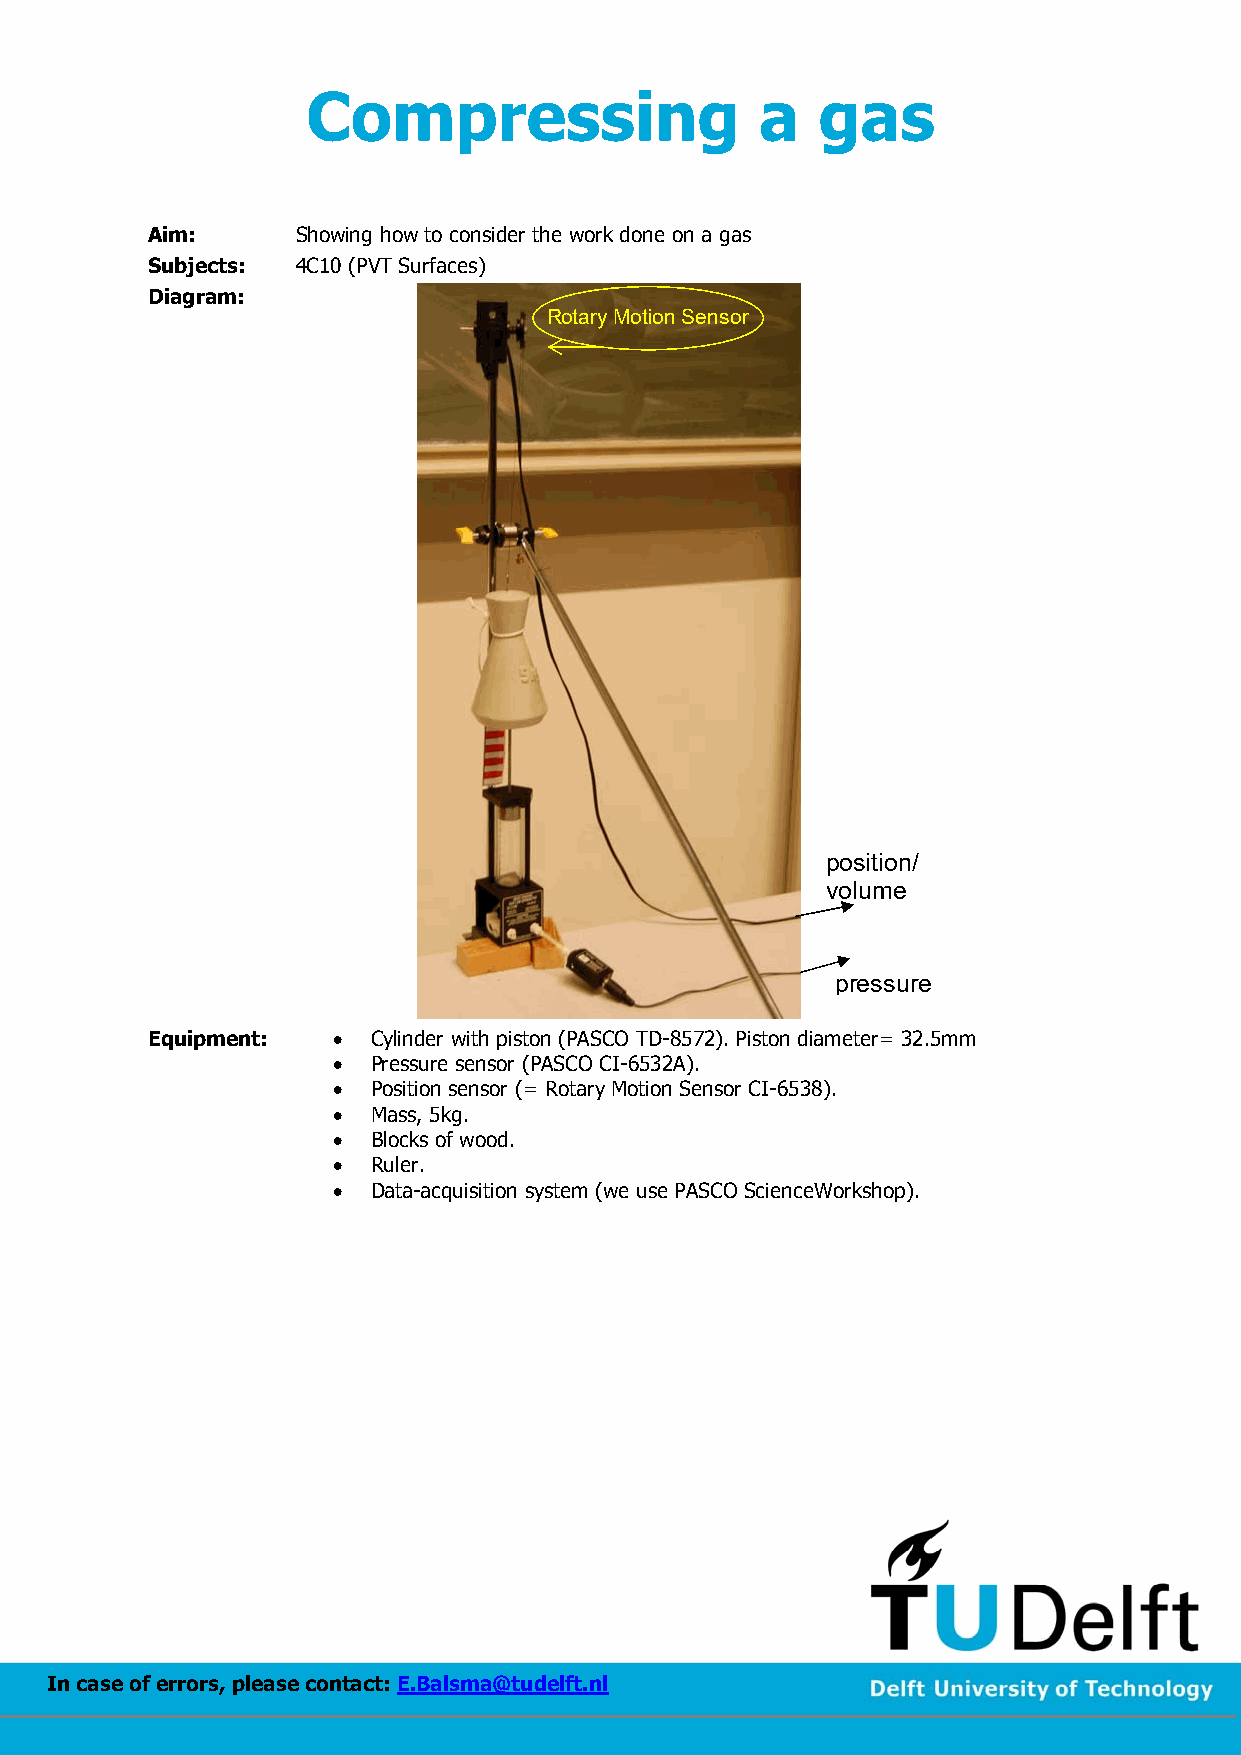 Compressing a gas
Aim: Showing how to consider the work done on a gas
Subjects: 4C10 (PVT Surfaces)
Diagram:
Rotary Motion Sensor
position/
volume
pressure
Equipment: • Cylinder with piston (PASCO TD-8572). Piston diameter= 32.5mm
• Pressure sensor (PASCO CI-6532A).
• Position sensor (= Rotary Motion Sensor CI-6538).
• Mass, 5kg.
• Blocks of wood.
• Ruler.
• Data-acquisition system (we use PASCO ScienceWorkshop).
TUDelft
In case of errors, please contact: E.Balsma@tudelft.nl
Delft University of Technology